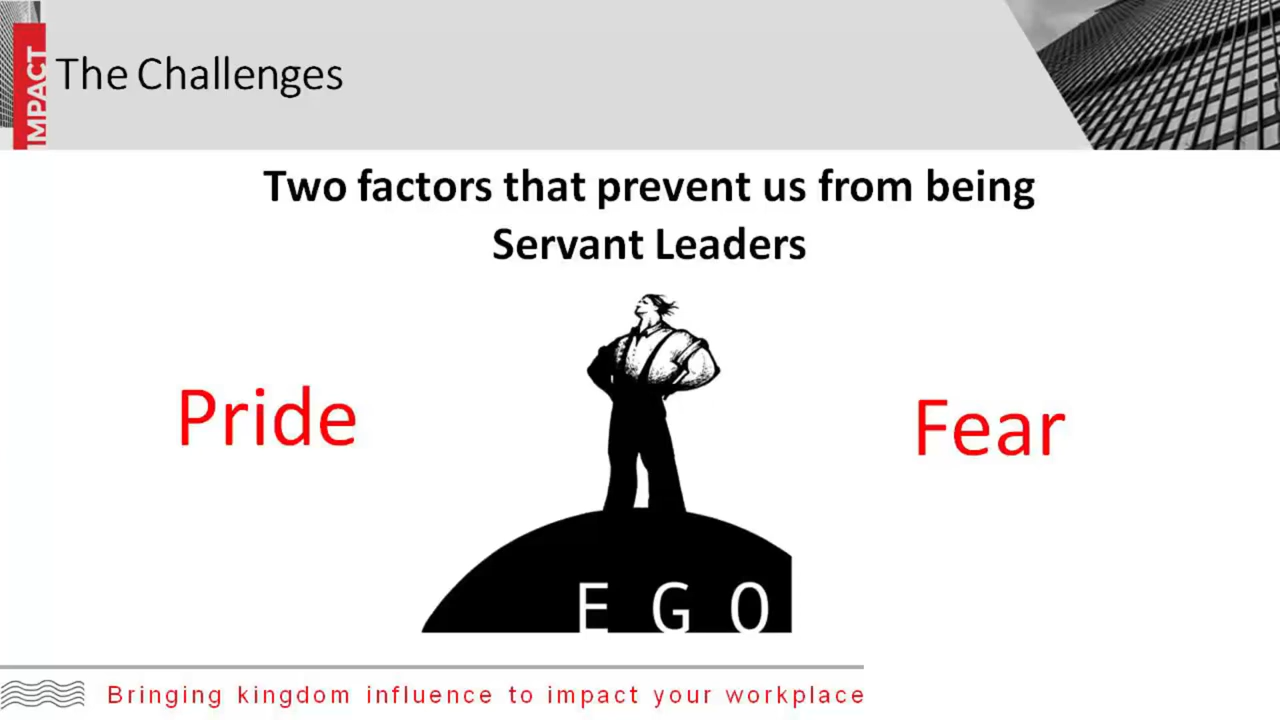 IMPACT
The Challenges
Two factors that prevent us from being
Servant Leaders
Pride
Fear
E G O
Bringing kingdom influence to impact your workplace